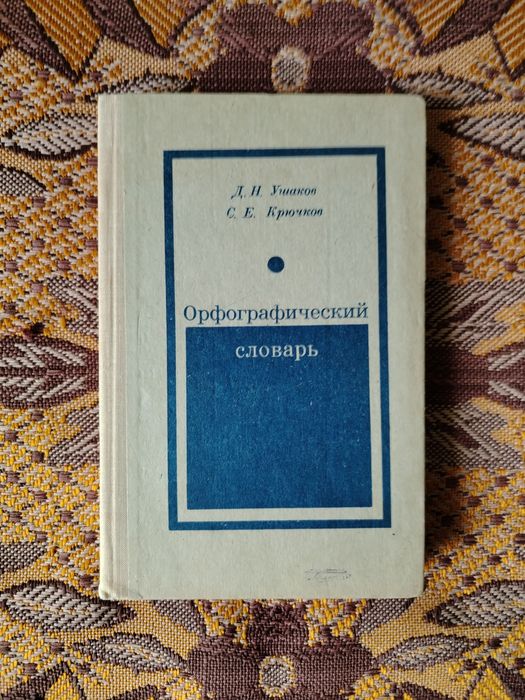 Д. Н. Ушаков
С. Е. Крючков
Орфографический
словарь